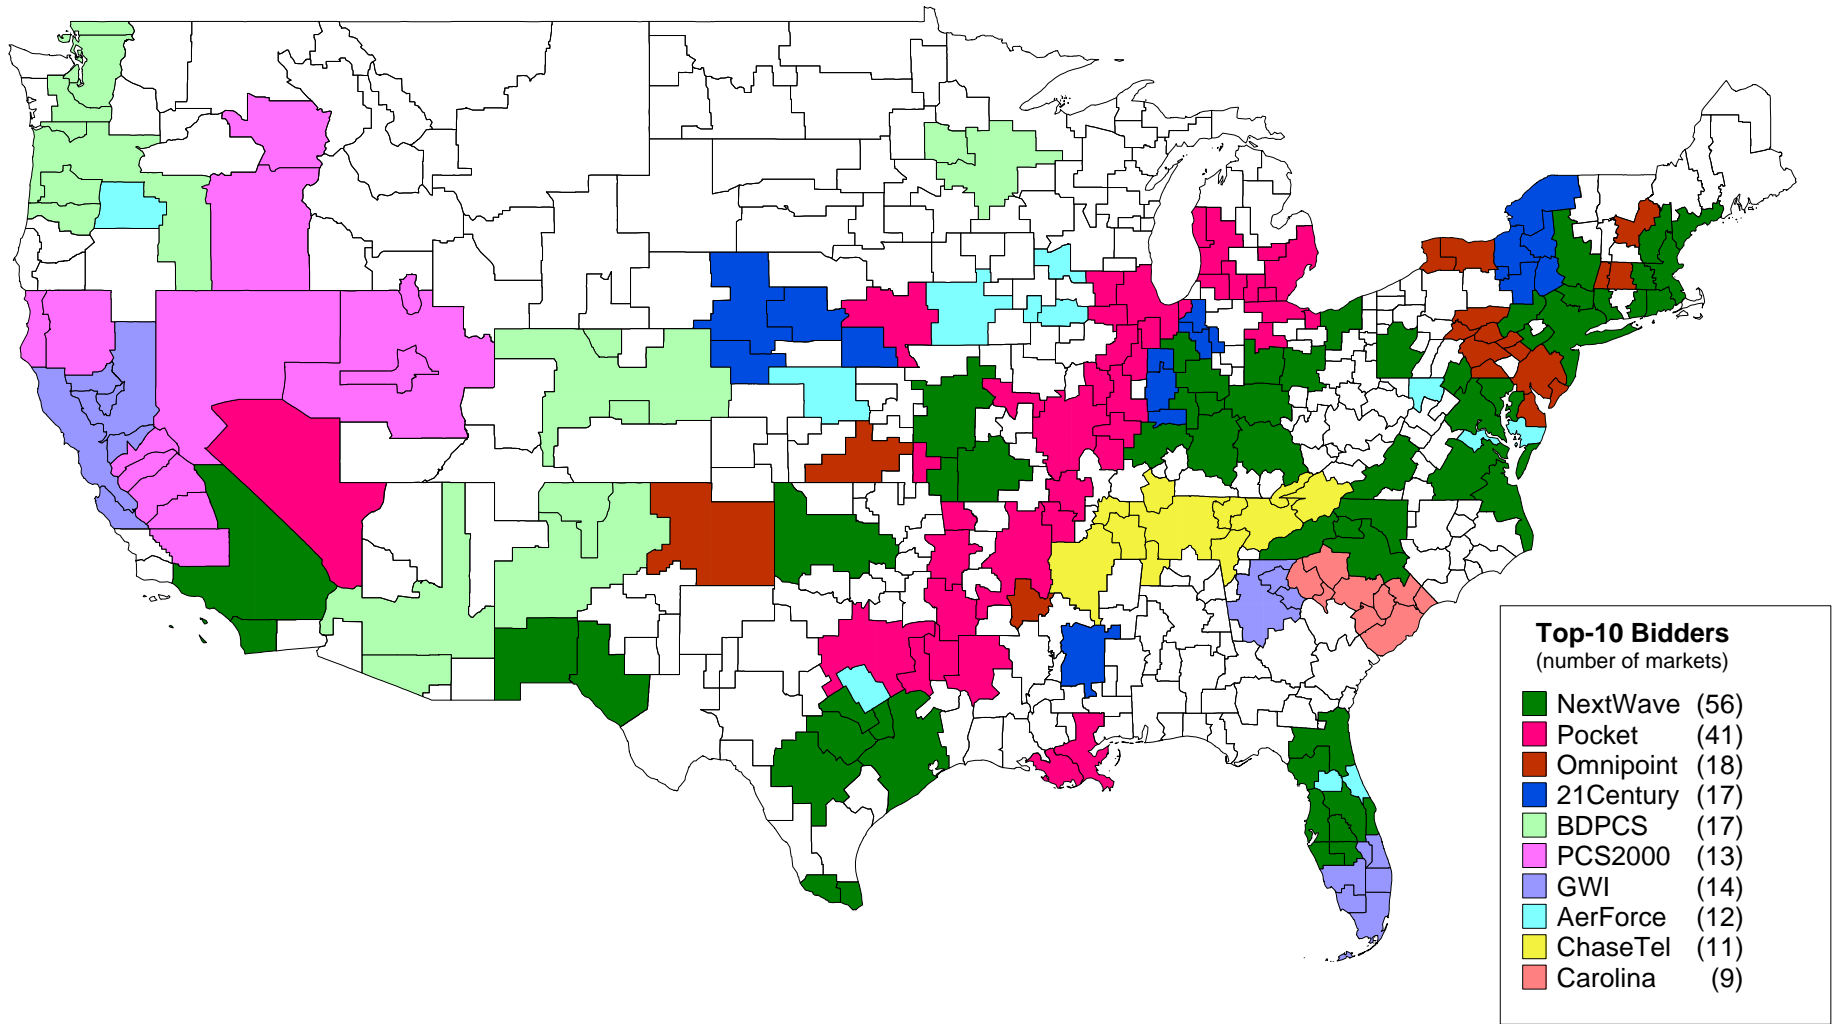 Top-10 Bidders
(number of markets)
NextWave (56)
Pocket (41)
Omnipoint (18)
21Century (17)
BDPCS (17)
PCS2000 (13)
GWI (14)
AerForce (12)
ChaseTel (11)
Carolina (9)